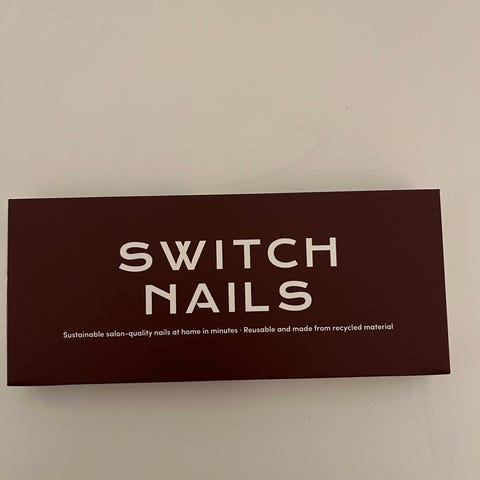 SWITCH
NAILS
Sustainable salon-quality nails at home in minutes · Reusable and made from recycled material